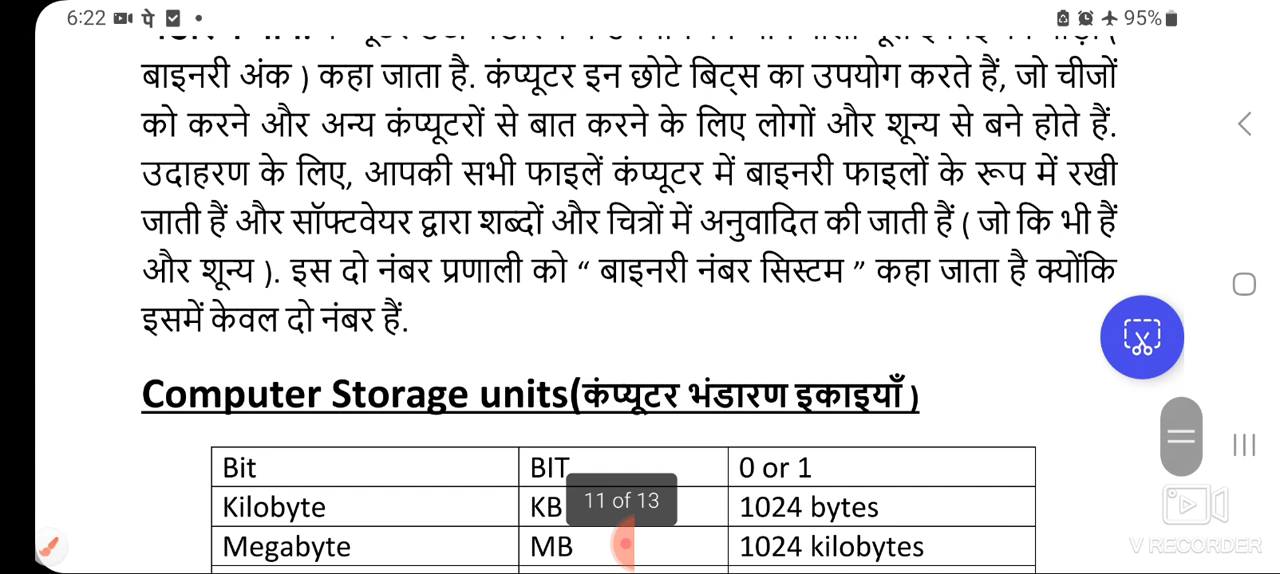 6:22
95%
बाइनरी अंक ) कहा जाता है. कंप्यूटर इन छोटे बिट्स का उपयोग करते हैं, जो चीजों
को करने और अन्य कंप्यूटरों से बात करने के लिए लोगों और शून्य से बने होते हैं.
उदाहरण के लिए, आपकी सभी फाइलें कंप्यूटर में बाइनरी फाइलों के रूप में रखी
जाती हैं और सॉफ्टवेयर द्वारा शब्दों और चित्रों में अनुवादित की जाती हैं ( जो कि भी हैं
और शून्य ). इस दो नंबर प्रणाली को “ बाइनरी नंबर सिस्टम ” कहा जाता है क्योंकि
इसमें केवल दो नंबर हैं.
Computer Storage units(कंप्यूटर भंडारण इकाइयाँ )
Bit BIT 0 or 1
Kilobyte KB 1024 bytes
11 of 13
Megabyte MB 1024 kilobytes
V RECORDER